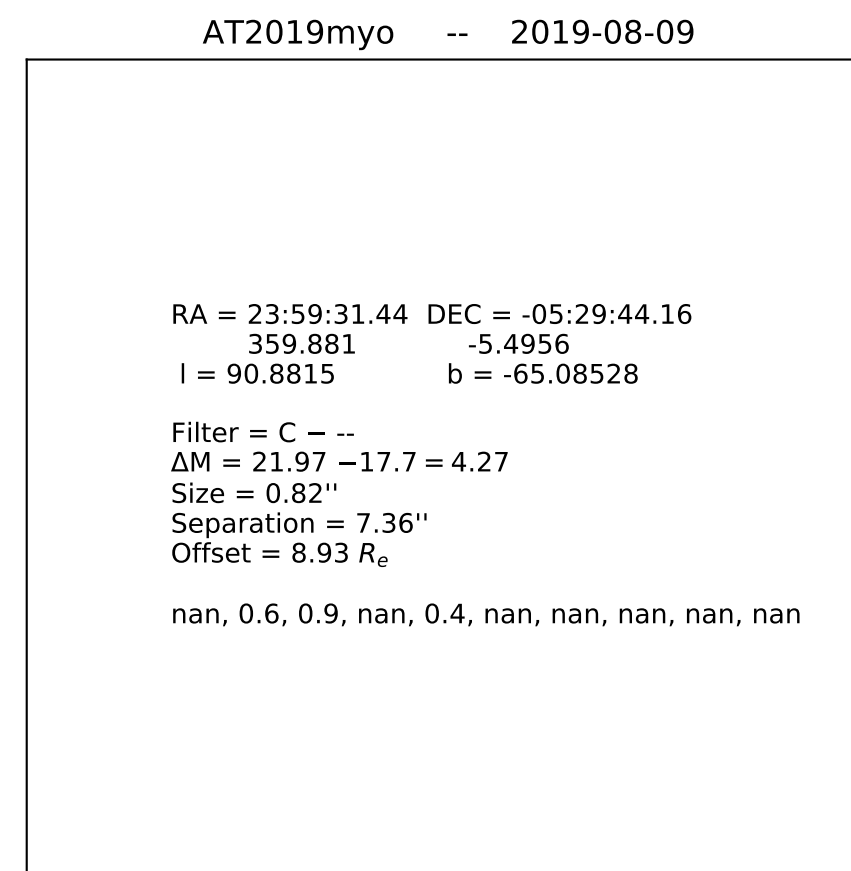 AT2019myo -- 2019-08-09
RA = 23:59:31.44 DEC = -05:29:44.16
359.881 -5.4956
l = 90.8815 b = -65.08528
Filter = C − --
ΔM = 21.97 −17.7 = 4.27
Size = 0.82''
Separation = 7.36''
Offset = 8.93 Re
nan, 0.6, 0.9, nan, 0.4, nan, nan, nan, nan, nan